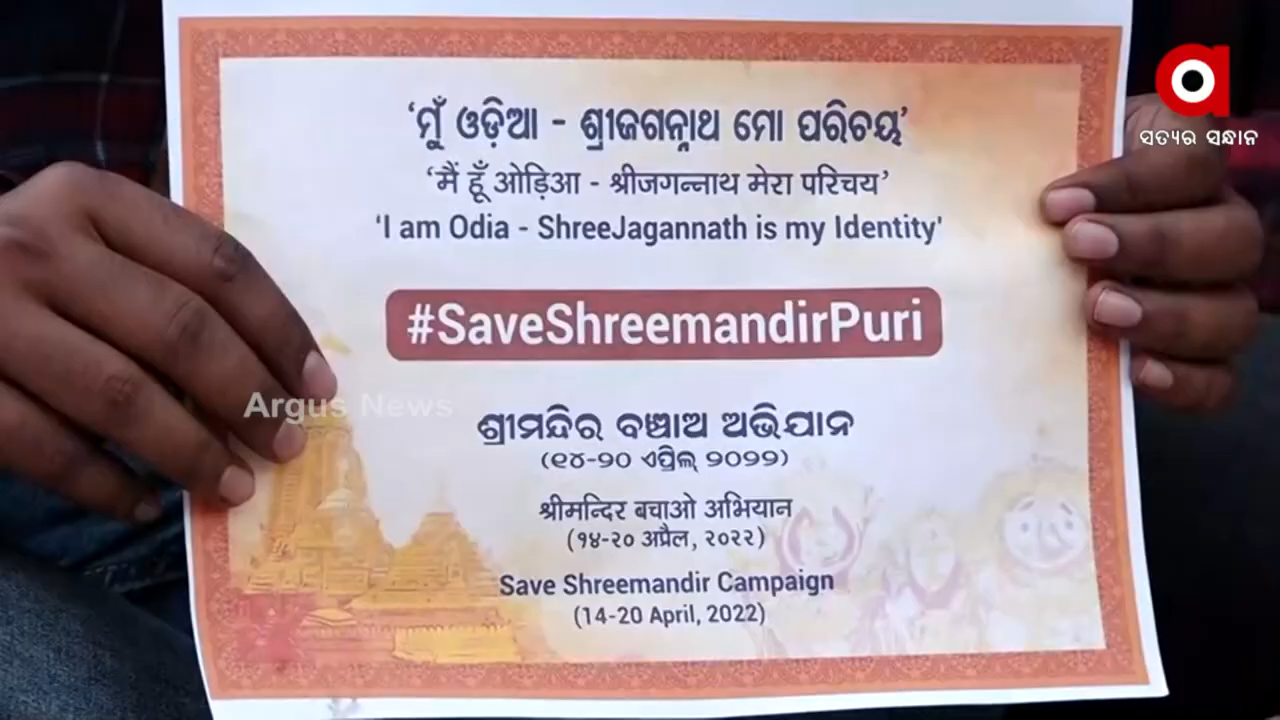 'ମୁଁ ଓଡ଼ିଆ - ଶ୍ରୀଜଗନ୍ନାଥ ମୋ ପରିଚୟ'
'मैं हूँ ओड़िआ - श्रीजगन्नाथ मेरा परिचय'
'I am Odia - ShreeJagannath is my Identity'
#SaveShreemandirPuri
ଶ୍ରୀମନ୍ଦିର ବଞ୍ଚାଅ ଅଭିଯାନ
(୧୪-୨୦ ଏପ୍ରିଲ୍ ୨୦୨୨)
श्रीमन्दिर बचाओ अभियान
(१४-२० अप्रैल, २०२२)
Save Shreemandir Campaign
(14-20 April, 2022)
ସତ୍ୟର ସନ୍ଧାନ
Argus News